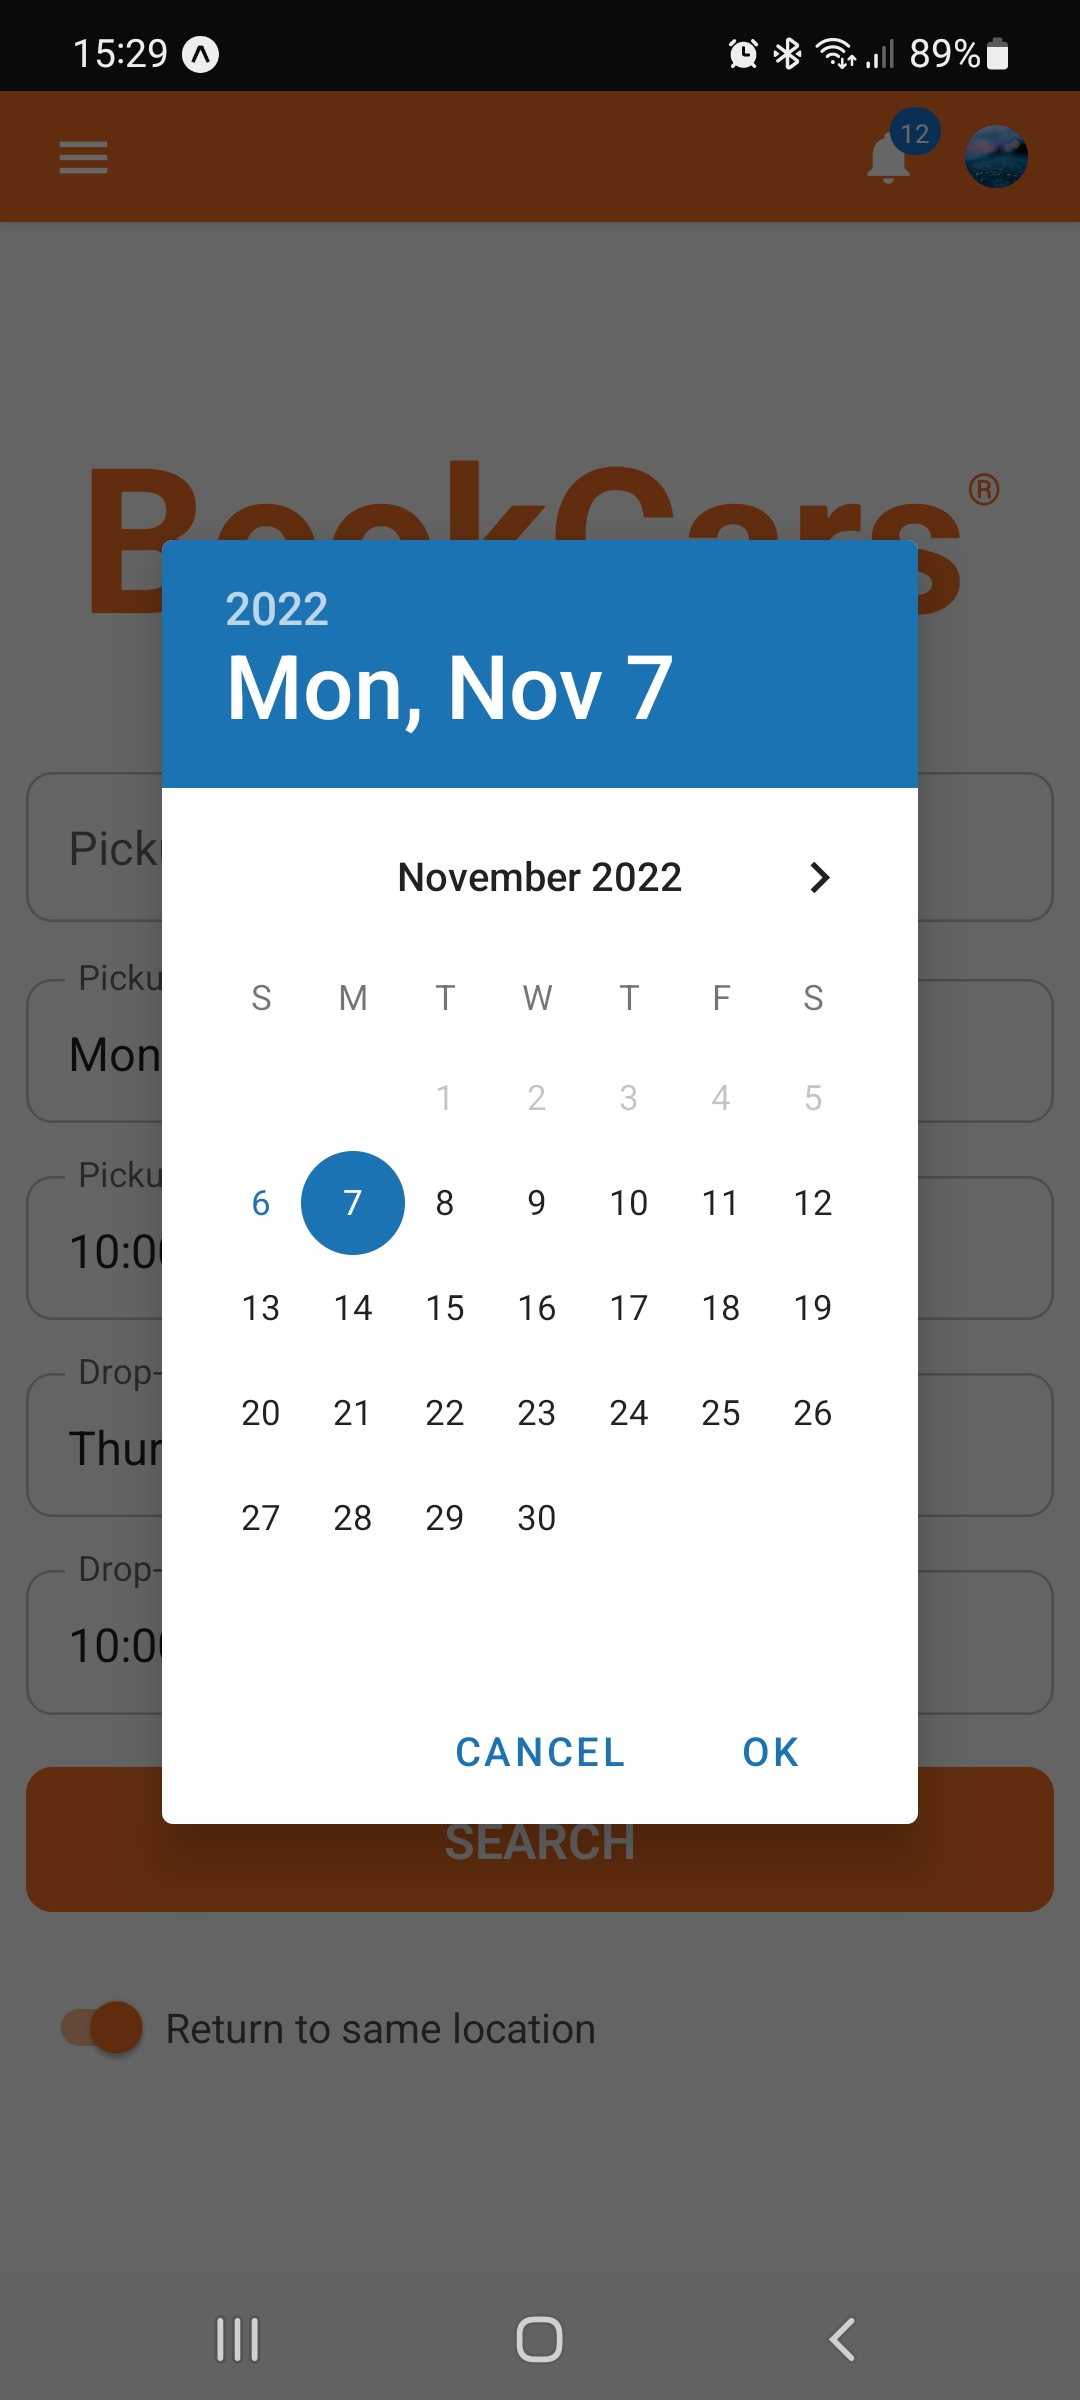 15:29 89%
12
BookCars®
2022
Mon, Nov 7
November 2022
S M T W T F S
1 2 3 4 5
6 7 8 9 10 11 12
13 14 15 16 17 18 19
20 21 22 23 24 25 26
27 28 29 30
CANCEL OK
Mon
Drop-
SEARCH
Return to same location